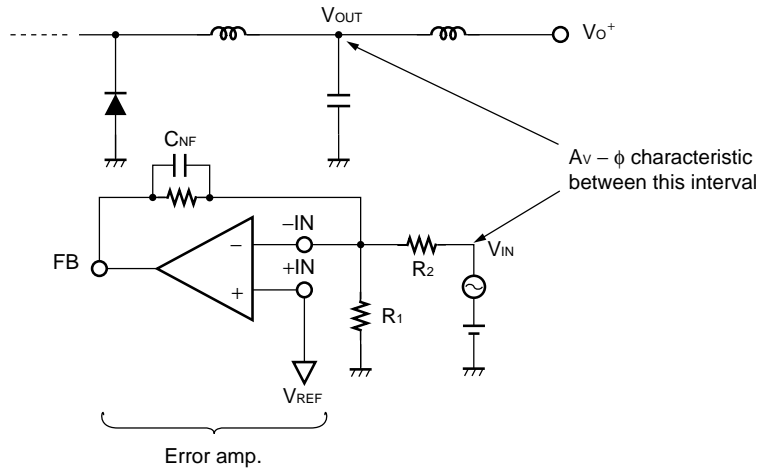 VOUT
VO+
CNF
AV – ϕ characteristic
between this interval
−IN
VIN
FB
−
+IN
R2
+
R1
VREF
Error amp.